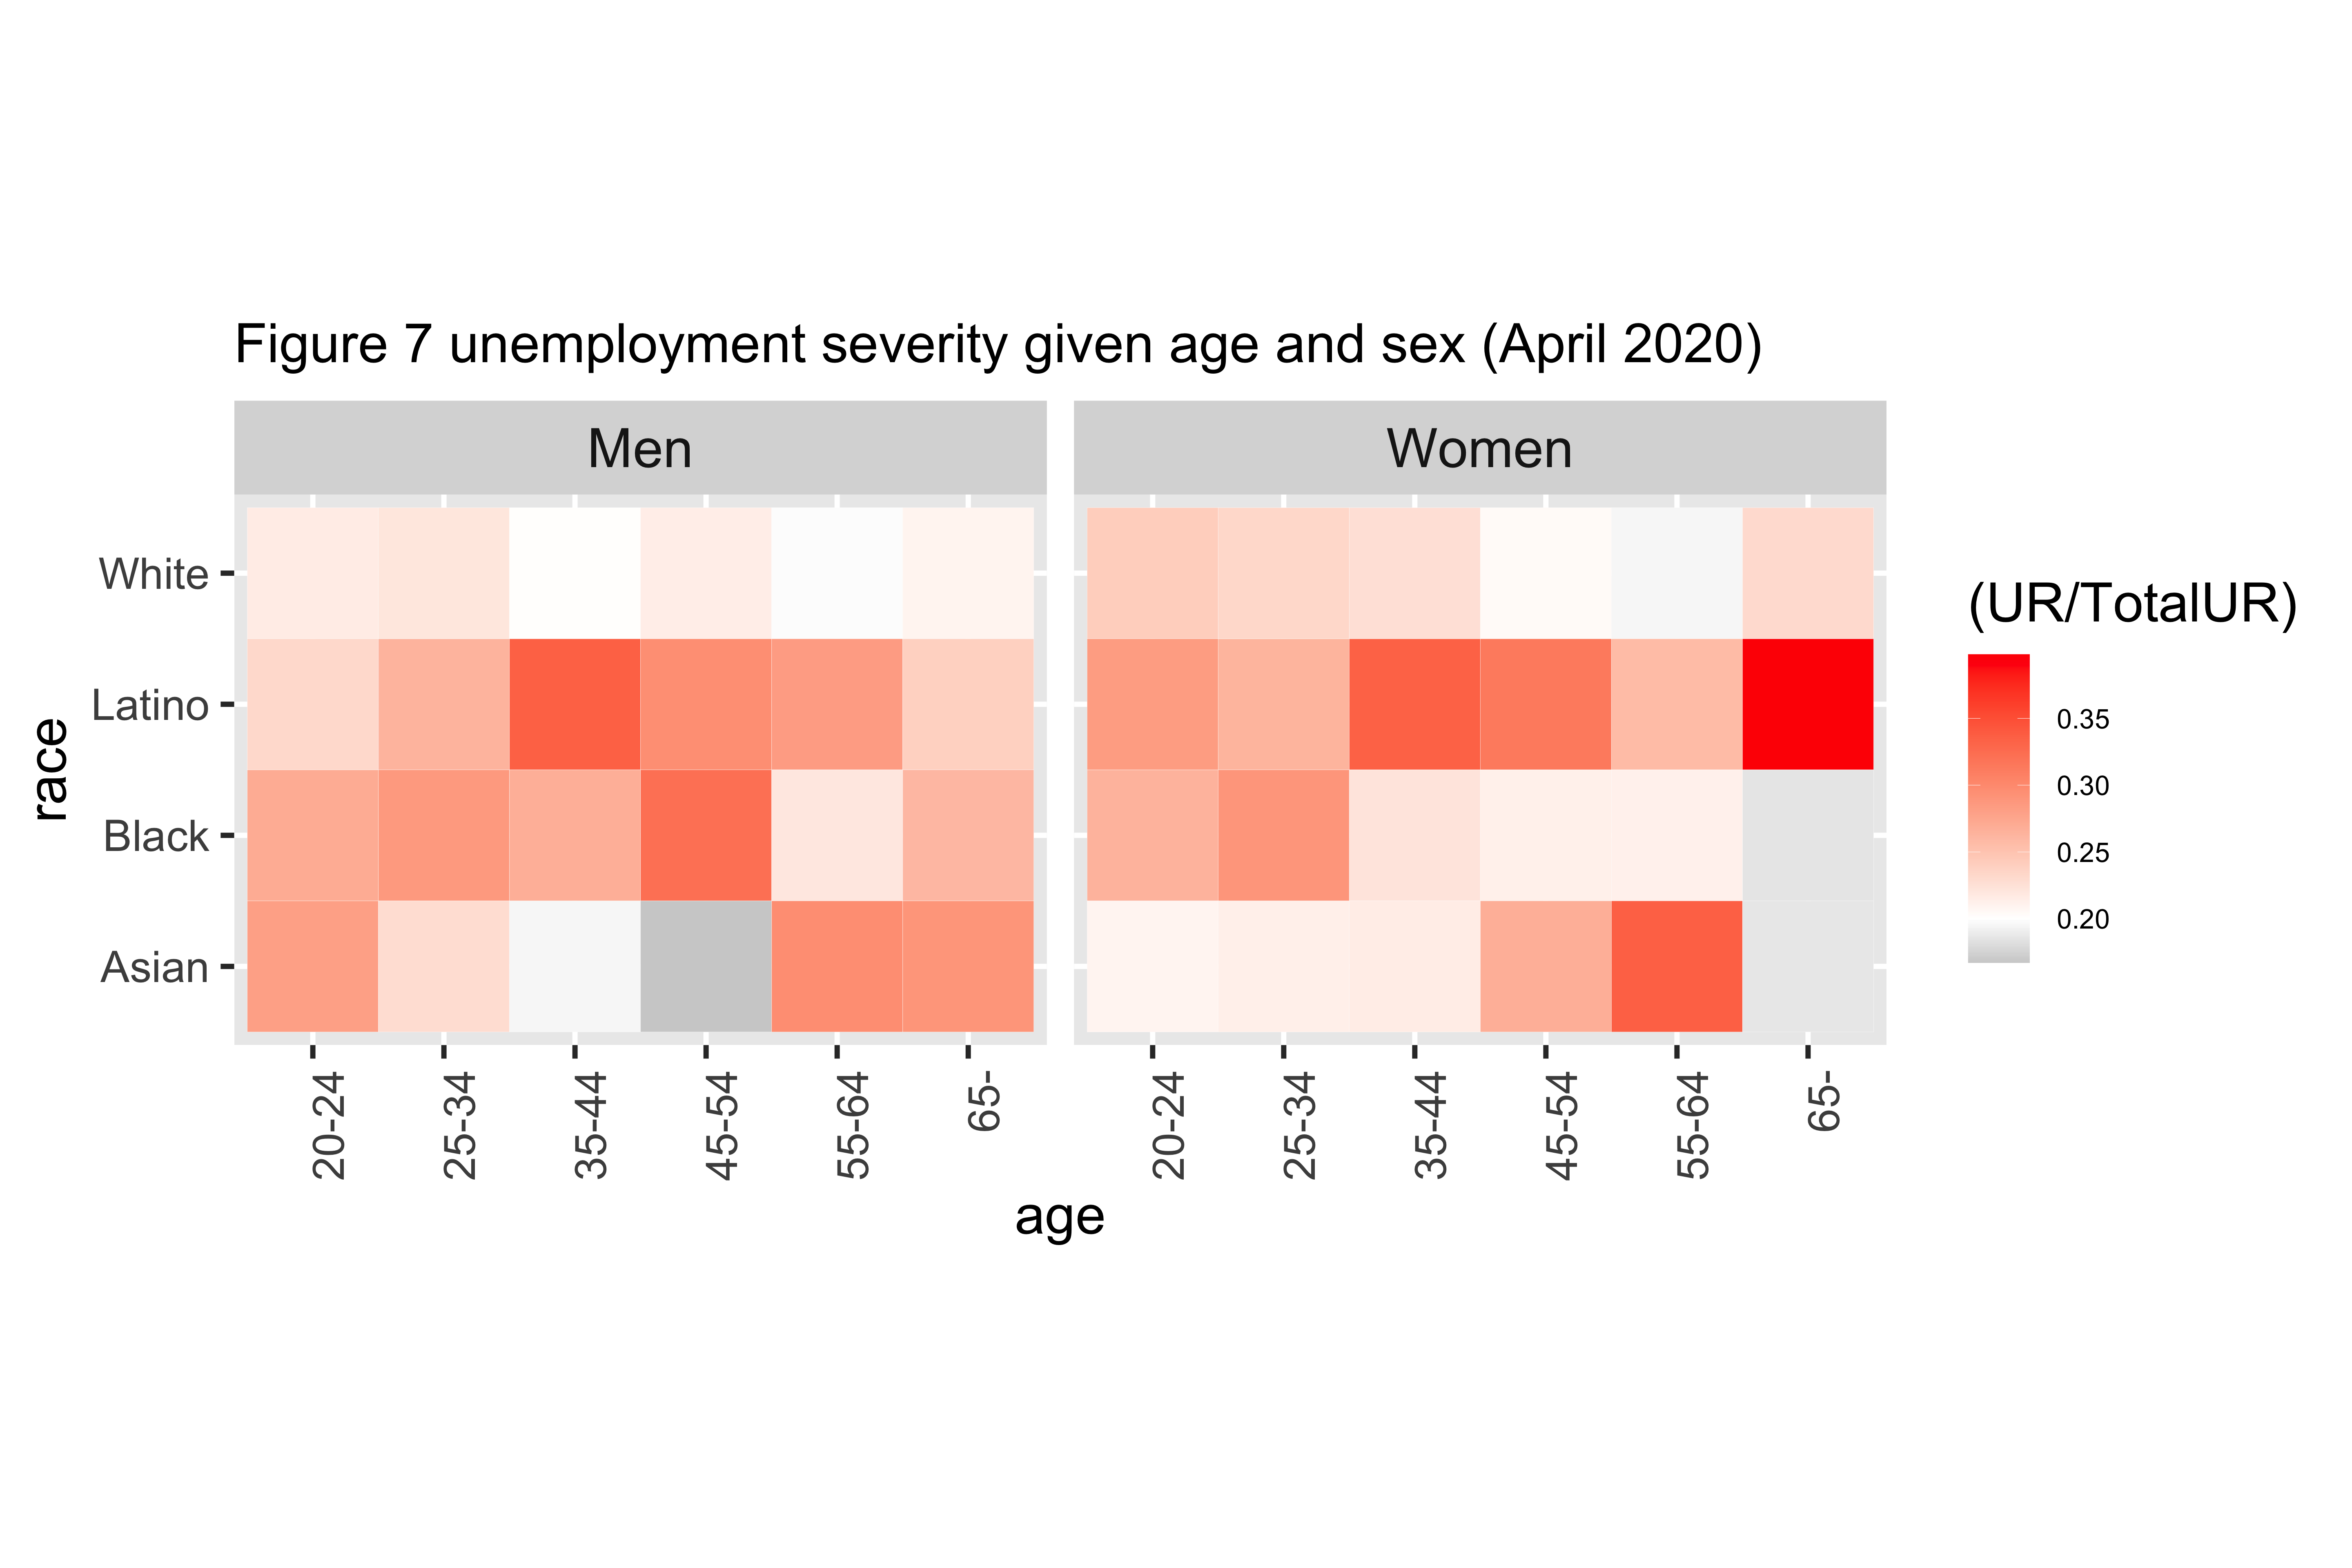 Figure 7 unemployment severity given age and sex (April 2020)
Men
Women
White
Latino
Black
Asian
race
20-24
25-34
35-44
45-54
55-64
65-
20-24
25-34
35-44
45-54
55-64
65-
age
(UR/TotalUR)
0.35
0.30
0.25
0.20